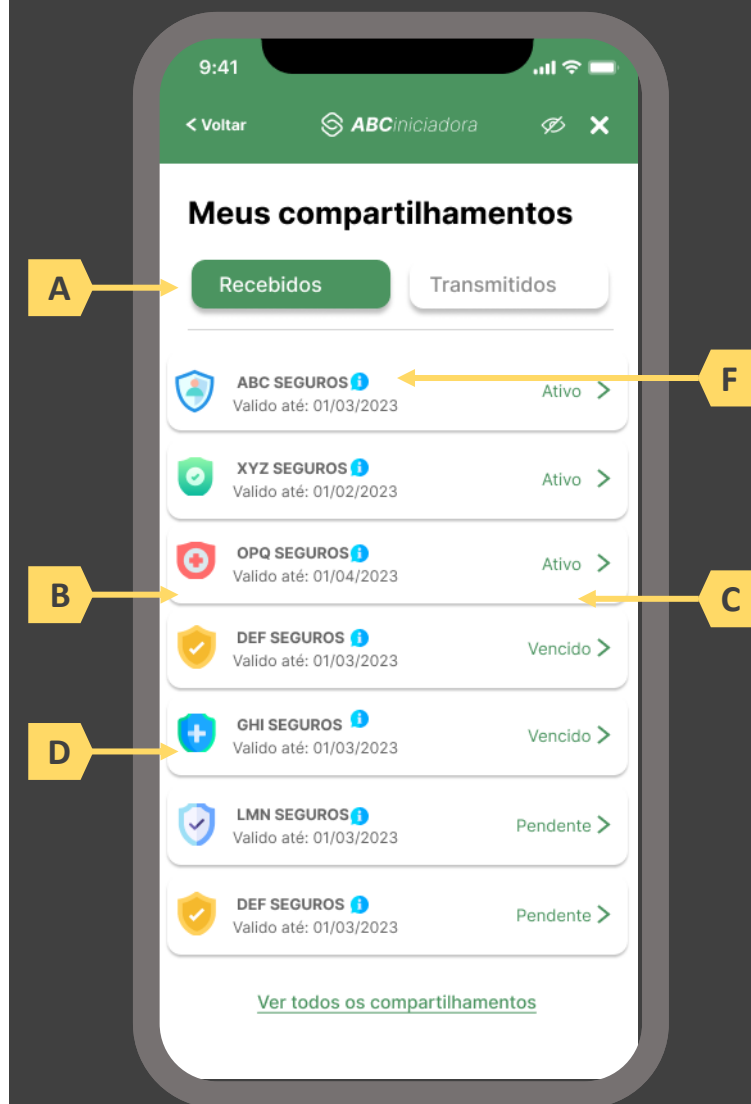 9:41
< Voltar
ABCiniciadora
Meus compartilhamentos
A
Recebidos
Transmitidos
ABC SEGUROS
Valido até: 01/03/2023
Ativo >
F
XYZ SEGUROS
Valido até: 01/02/2023
Ativo >
OPQ SEGUROS
Valido até: 01/04/2023
Ativo >
B
C
DEF SEGUROS
Valido até: 01/03/2023
Vencido >
GHI SEGUROS
Valido até: 01/03/2023
Vencido >
D
LMN SEGUROS
Valido até: 01/03/2023
Pendente >
DEF SEGUROS
Valido até: 01/03/2023
Pendente >
Ver todos os compartilhamentos